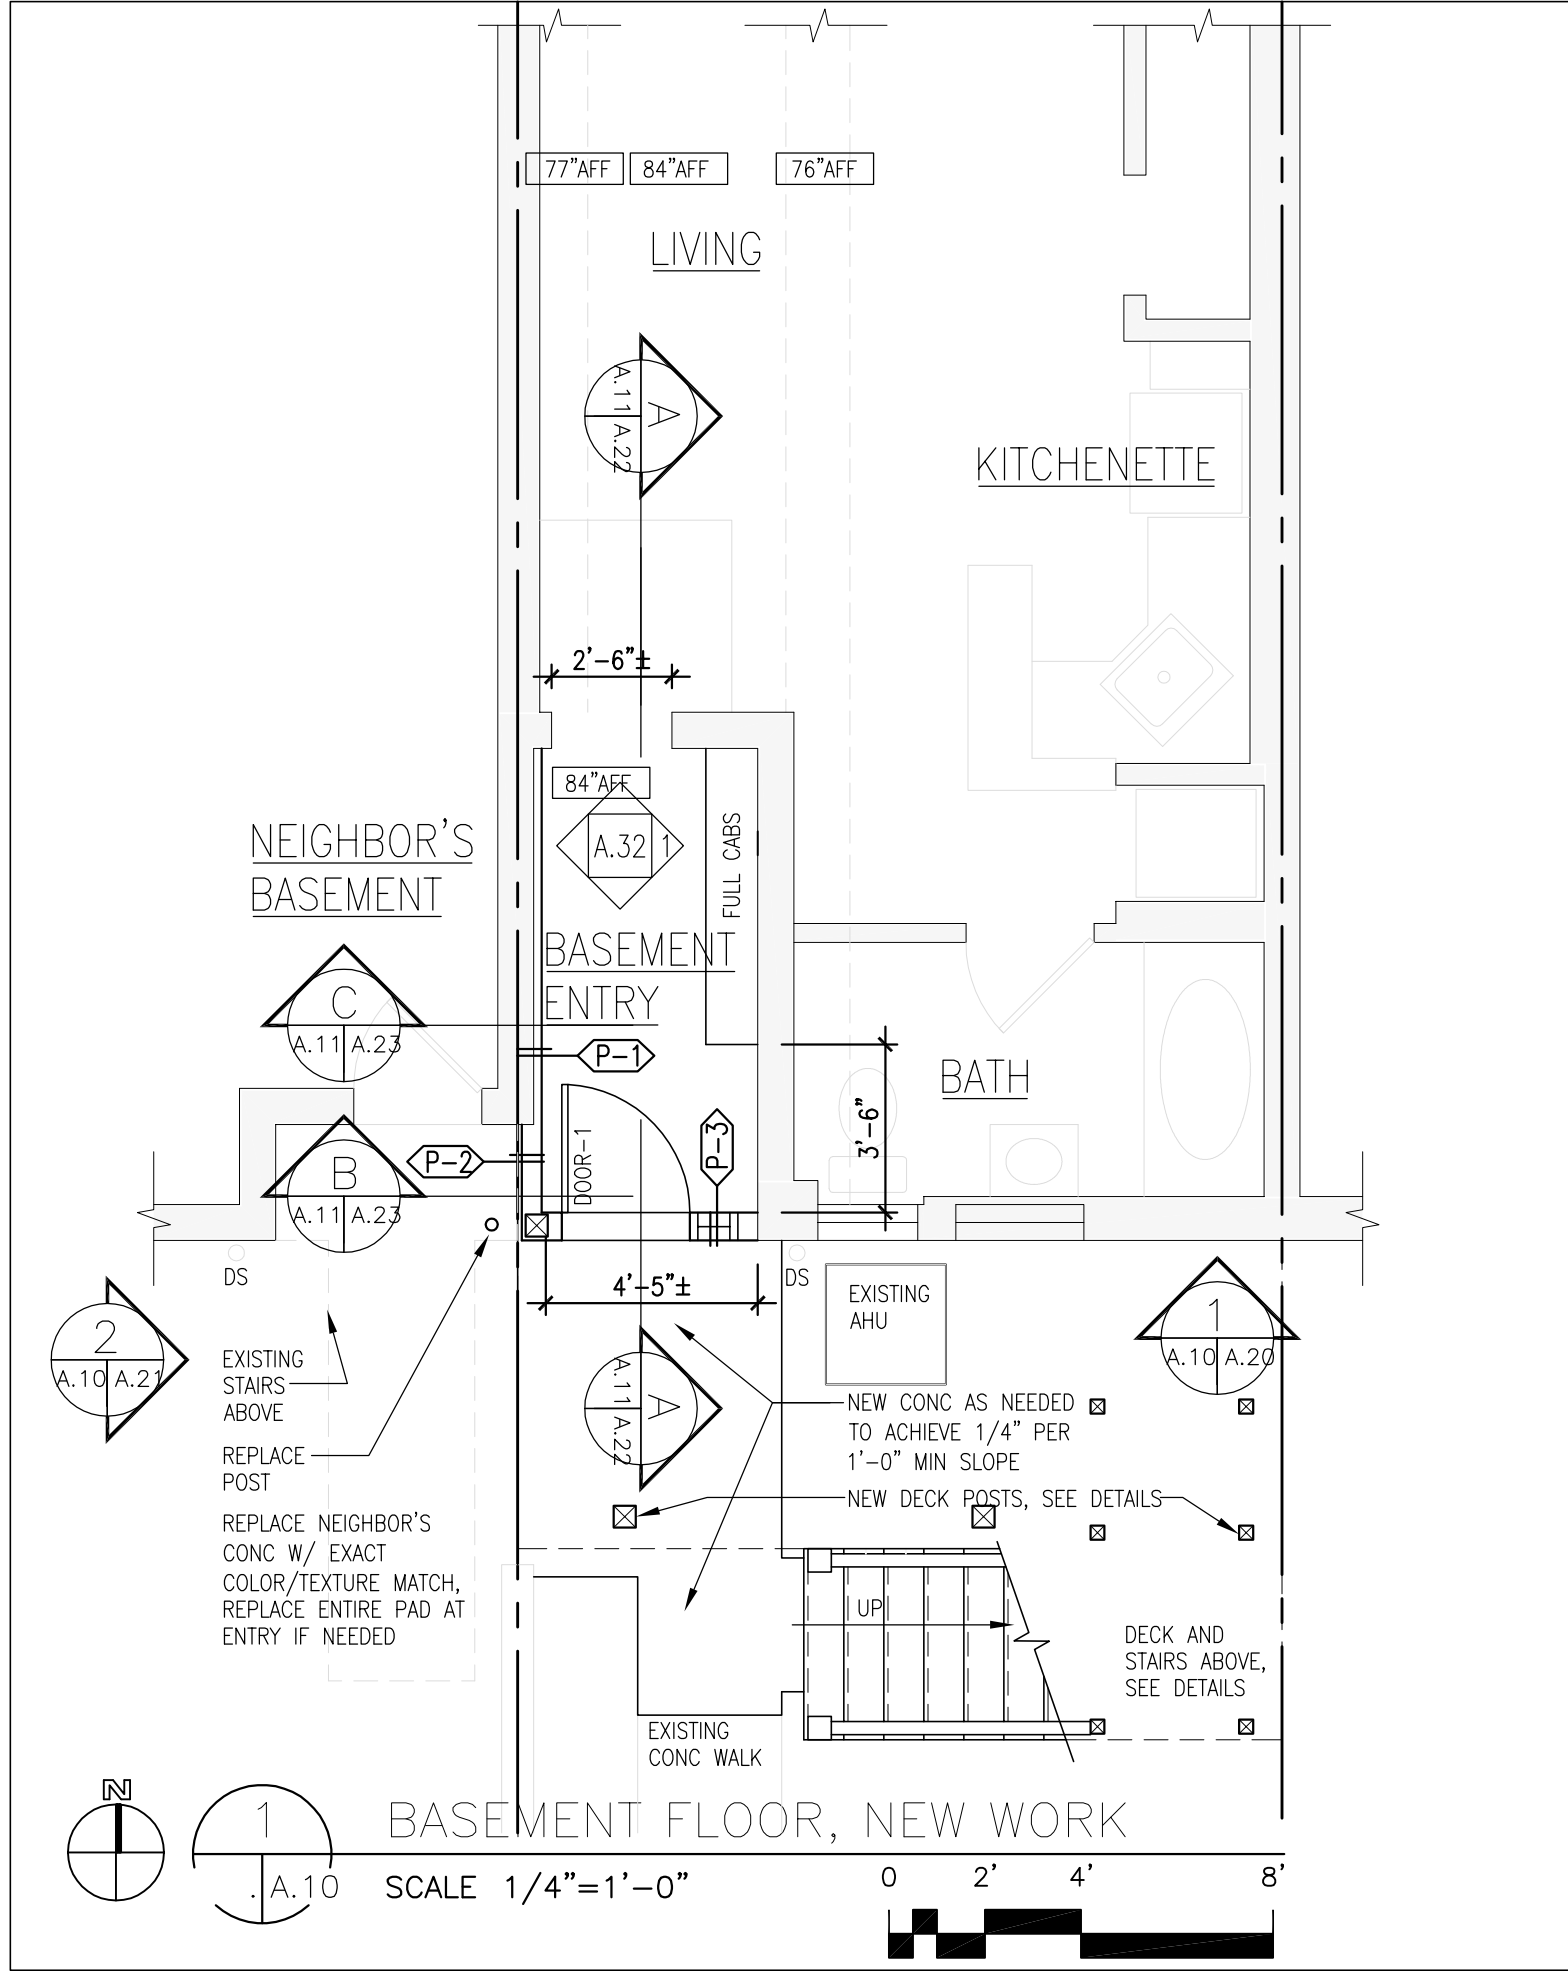 77"AFF
84"AFF
76"AFF
LIVING
A
A.11
A.22
KITCHENETTE
2'-6"±
84"AFF
A.32
1
FULL CABS
NEIGHBOR'S
BASEMENT
BASEMENT
ENTRY
C
A.11
A.23
P-1
BATH
3'-6"
P-3
P-2
DOOR-1
B
A.11
A.23
DS
4'-5"±
DS
EXISTING
AHU
2
A.10
A.21
1
A.10
A.20
EXISTING
STAIRS
ABOVE
A
A.11
A.22
NEW CONC AS NEEDED
TO ACHIEVE 1/4" PER
1'-0" MIN SLOPE
REPLACE
POST
NEW DECK POSTS, SEE DETAILS
REPLACE NEIGHBOR'S
CONC W/ EXACT
COLOR/TEXTURE MATCH,
REPLACE ENTIRE PAD AT
ENTRY IF NEEDED
UP
DECK AND
STAIRS ABOVE,
SEE DETAILS
EXISTING
CONC WALK
N
1
. A.10
BASEMENT FLOOR, NEW WORK
SCALE 1/4"=1'-0"
0 2' 4' 8'